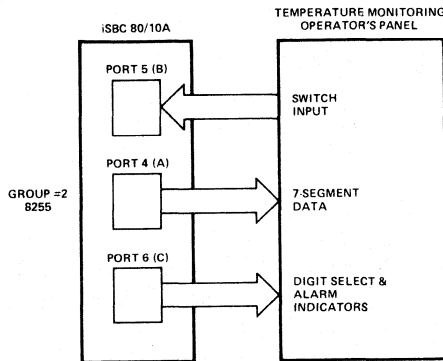 iSBC 80/10A
TEMPERATURE MONITORING
OPERATOR'S PANEL
PORT 5 (B)
SWITCH
INPUT
PORT 4 (A)
GROUP =2
8255
7-SEGMENT
DATA
PORT 6 (C)
DIGIT SELECT &
ALARM
INDICATORS